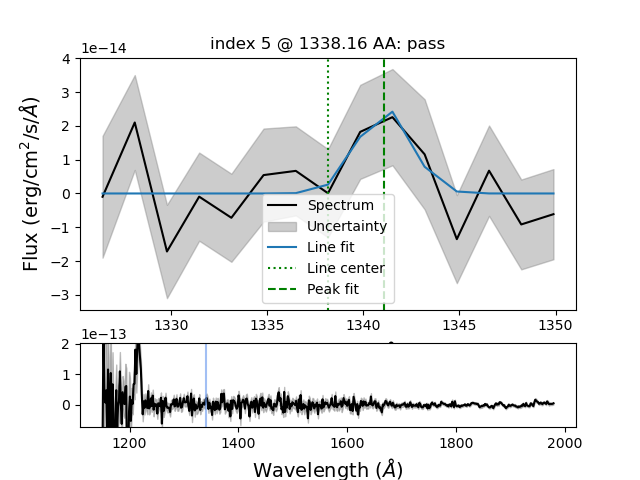 index 5 @ 1338.16 AA: pass
1e−14
4
3
2
1
0
−1
−2
−3
Flux (erg/cm²/s/Å)
Spectrum
Uncertainty
Line fit
Line center
Peak fit
1330 1335 1340 1345 1350
1e−13
2
1
0
1200 1400 1600 1800 2000
Wavelength (Å)